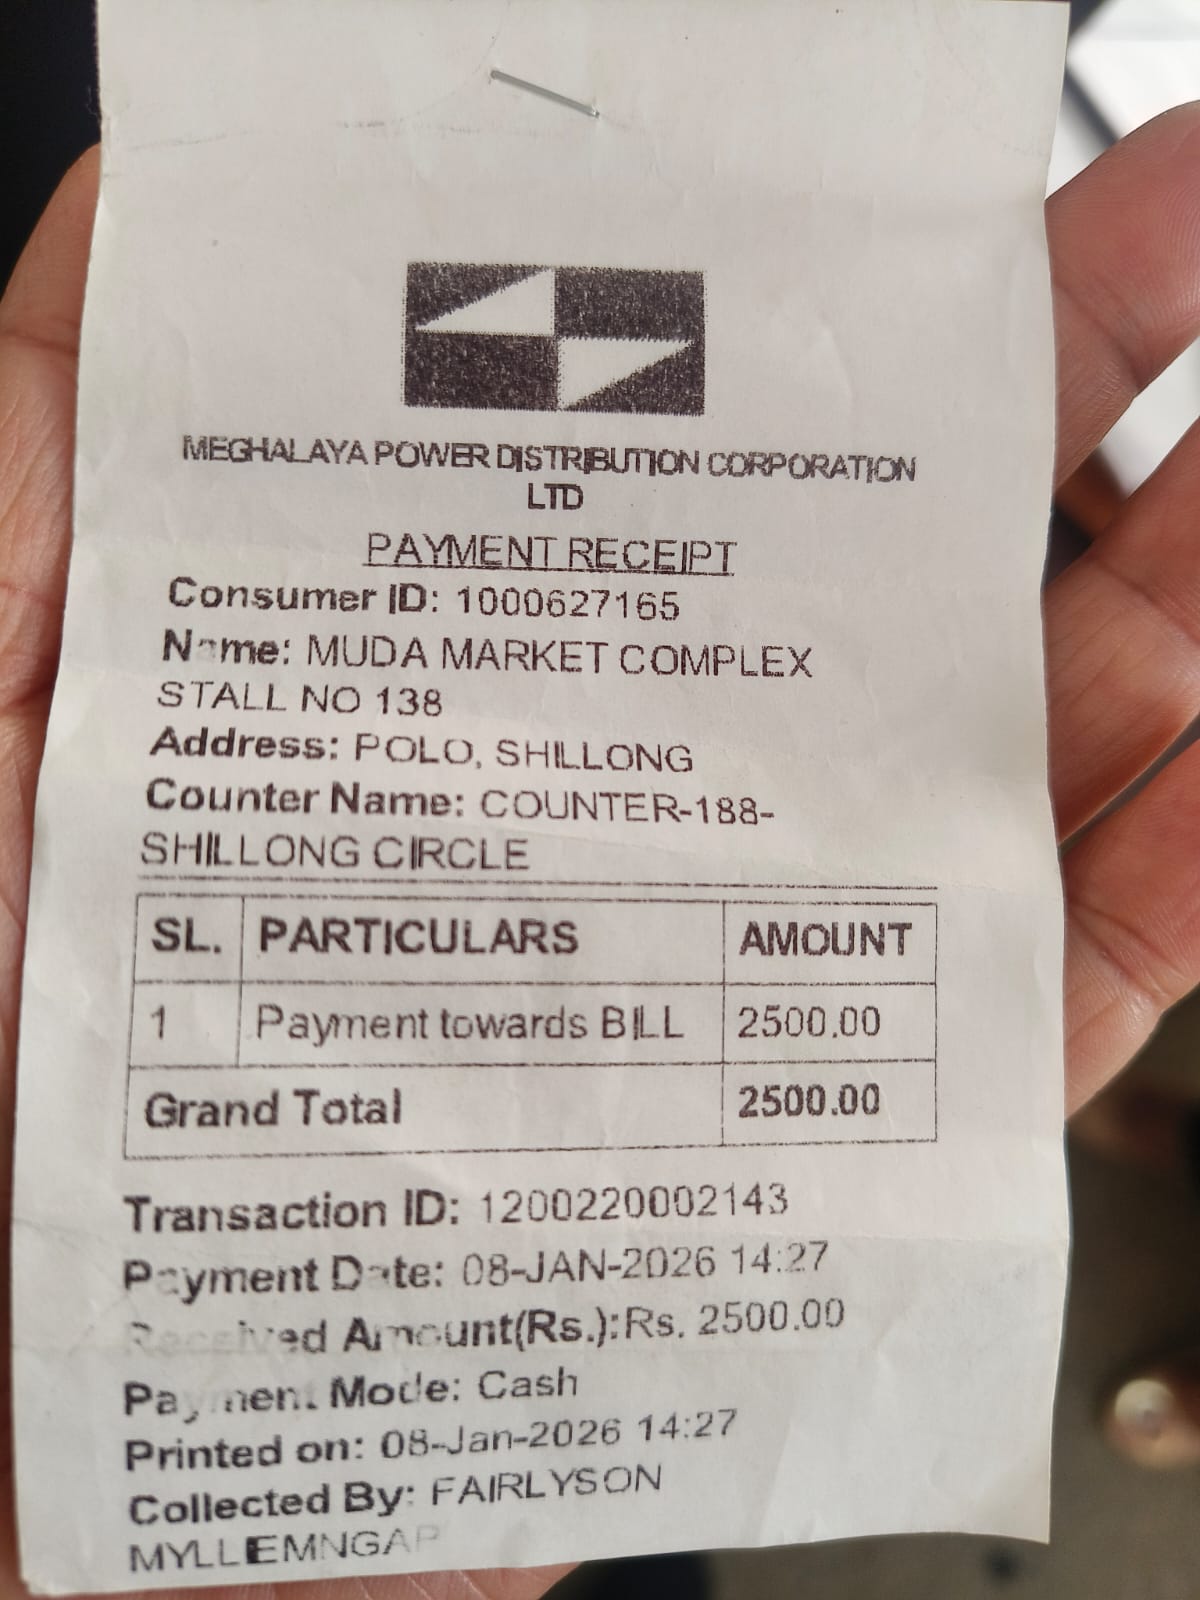 MEGHALAYA POWER DISTRIBUTION CORPORATION
LTD
PAYMENT RECEIPT
Consumer ID: 1000627165
Name: MUDA MARKET COMPLEX
STALL NO 138
Address: POLO, SHILLONG
Counter Name: COUNTER-188-
SHILLONG CIRCLE
SL. PARTICULARS AMOUNT
1 Payment towards BILL 2500.00
Grand Total 2500.00
Transaction ID: 1200220002143
Payment Date: 08-JAN-2026 14:27
Received Amount(Rs.):Rs. 2500.00
Payment Mode: Cash
Printed on: 08-Jan-2026 14:27
Collected By: FAIRLYSON
MYLLEMNGAP